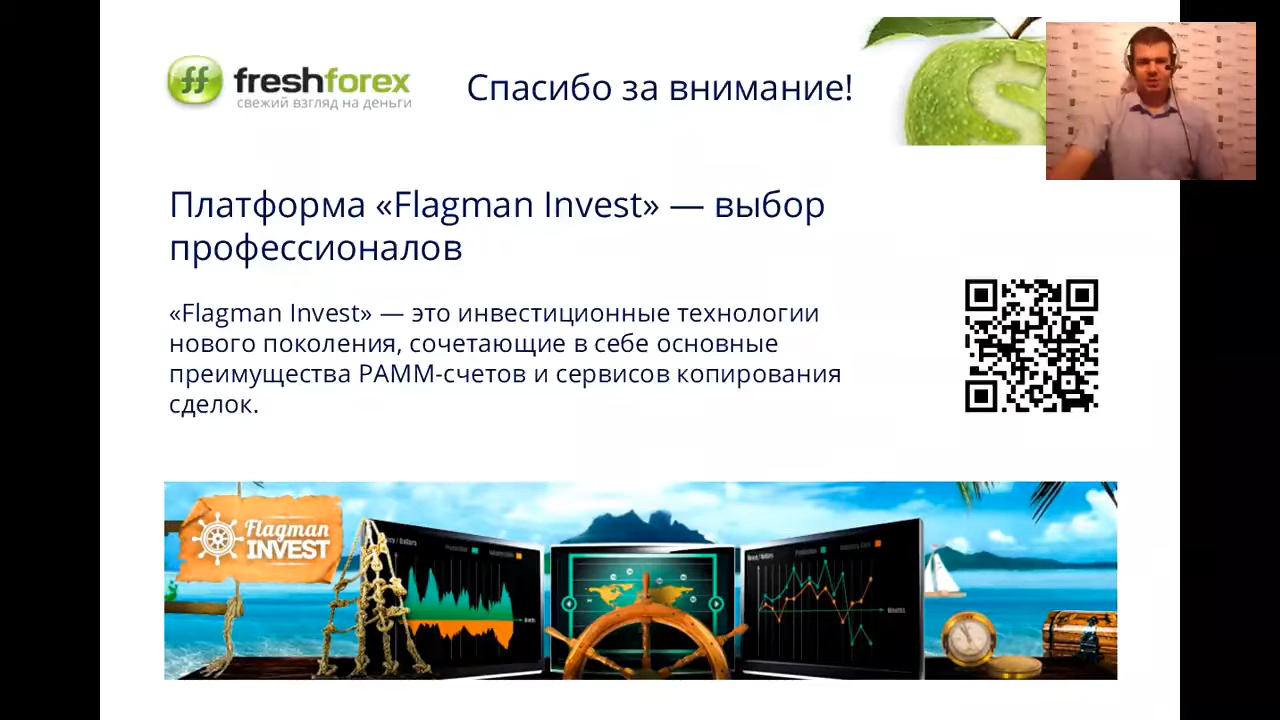 freshforex
свежий взгляд на деньги
Спасибо за внимание!
Платформа «Flagman Invest» — выбор
профессионалов
«Flagman Invest» — это инвестиционные технологии
нового поколения, сочетающие в себе основные
преимущества PAMM-счетов и сервисов копирования
сделок.
Flagman
INVEST